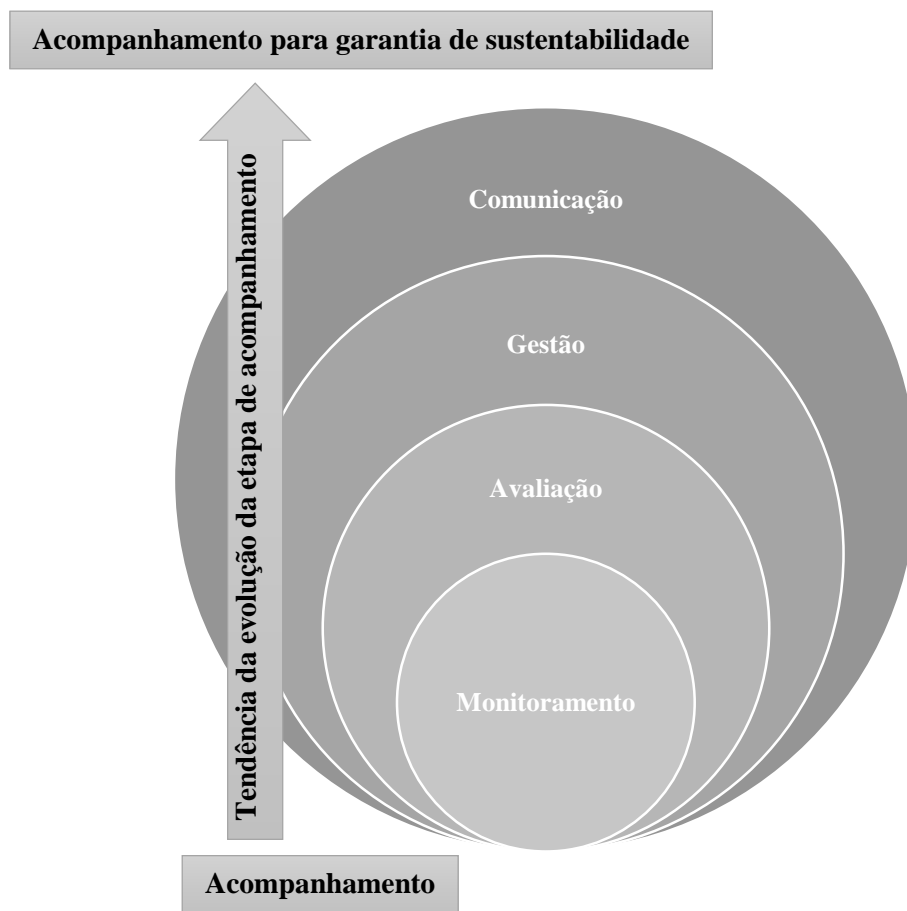 Acompanhamento para garantia de sustentabilidade
Tendência da evolução da etapa de acompanhamento
Comunicação
Gestão
Avaliação
Monitoramento
Acompanhamento